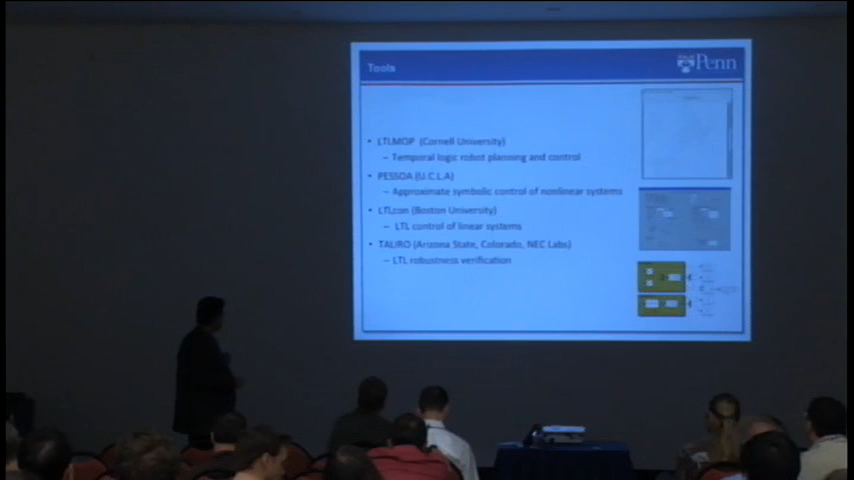 Tools
Penn
• LTLMOP (Cornell University)
– Temporal logic robot planning and control
• PESSOA (U.C.L.A)
– Approximate symbolic control of nonlinear systems
• LTLcon (Boston University)
– LTL control of linear systems
• TALIRO (Arizona State, Colorado, NEC Labs)
– LTL robustness verification